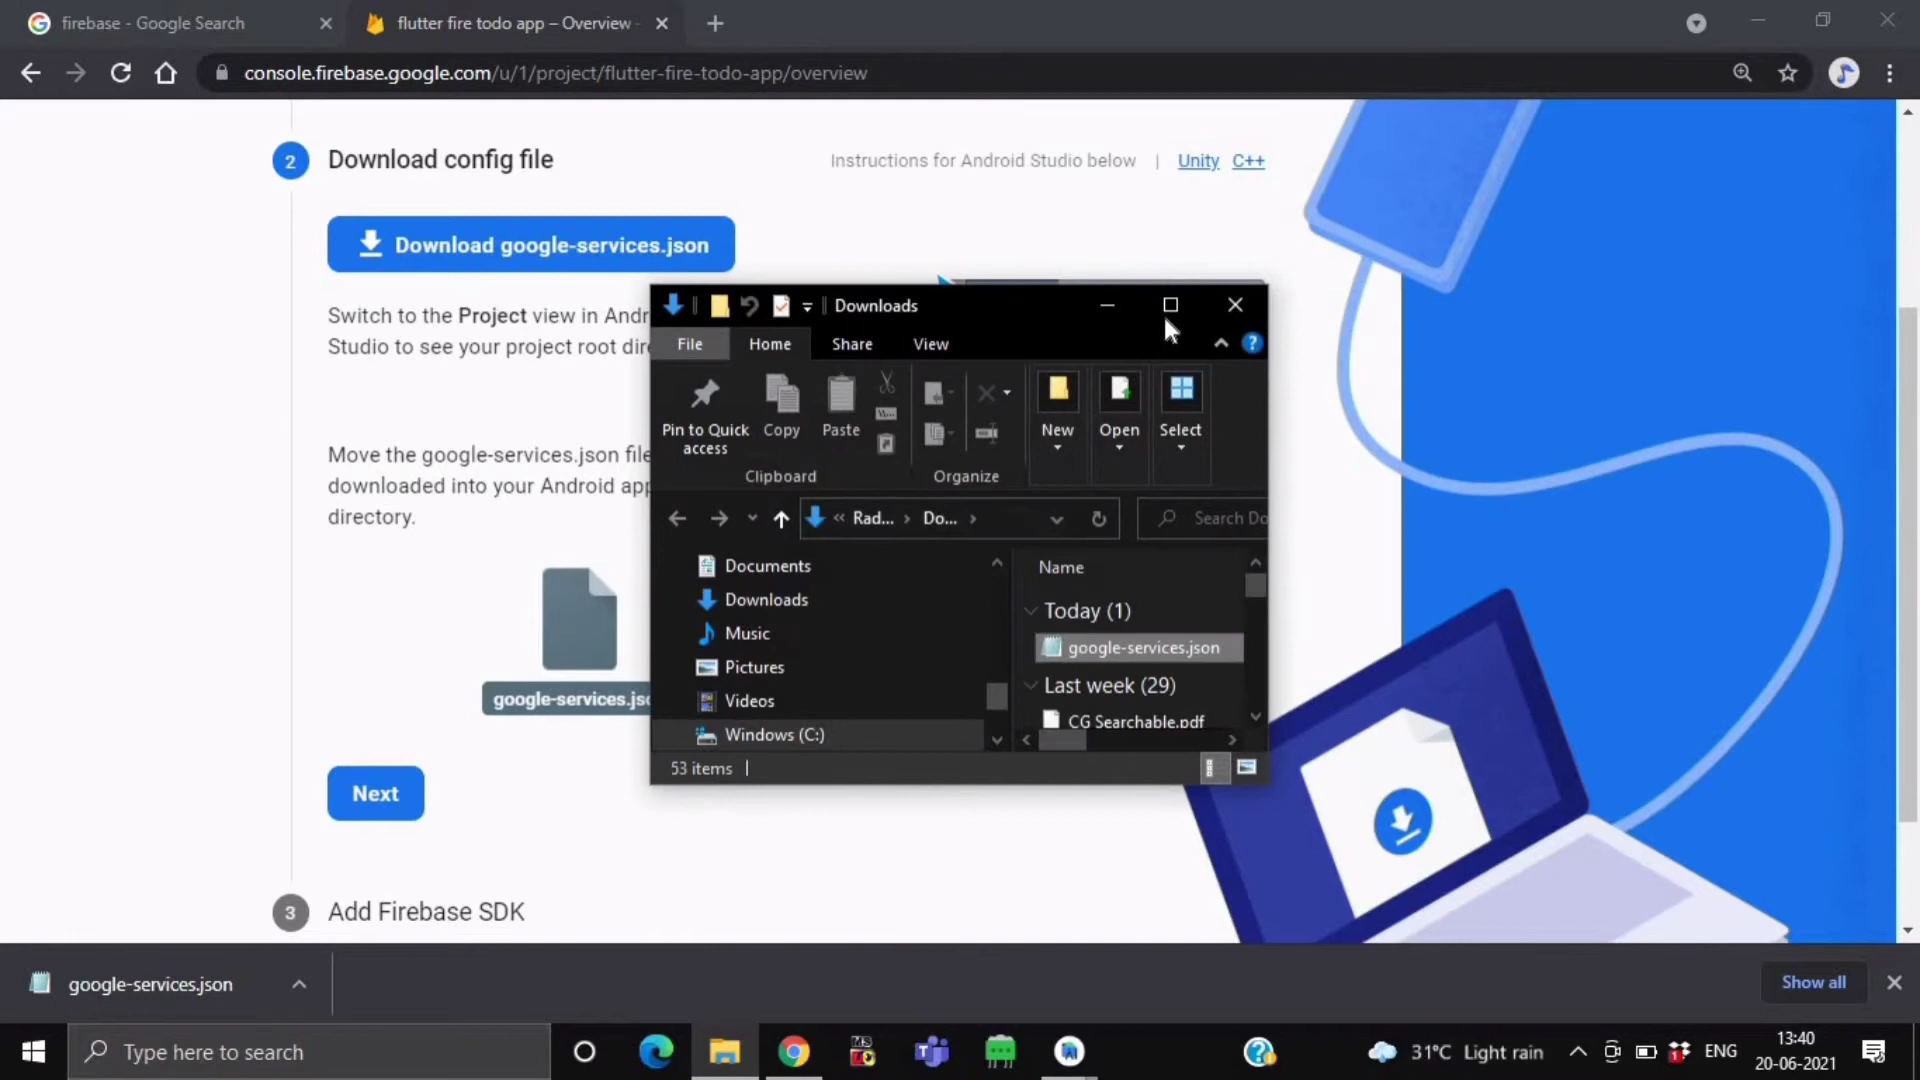 firebase - Google Search
flutter fire todo app – Overview
console.firebase.google.com/u/1/project/flutter-fire-todo-app/overview
2 Download config file
Instructions for Android Studio below | Unity C++
Download google-services.json
Switch to the Project view in Andr
Studio to see your project root dire
Move the google-services.json file
downloaded into your Android app
directory.
google-services.js
Next
3 Add Firebase SDK
Downloads
File Home Share View
Pin to Quick access
Copy
Paste
New
Open
Select
Clipboard
Organize
Rad... Do...
Search Do
Documents
Downloads
Music
Pictures
Videos
Windows (C:)
Name
Today (1)
google-services.json
Last week (29)
CG Searchable.pdf
53 items
google-services.json
Show all
Type here to search
31°C Light rain
ENG
13:40
20-06-2021